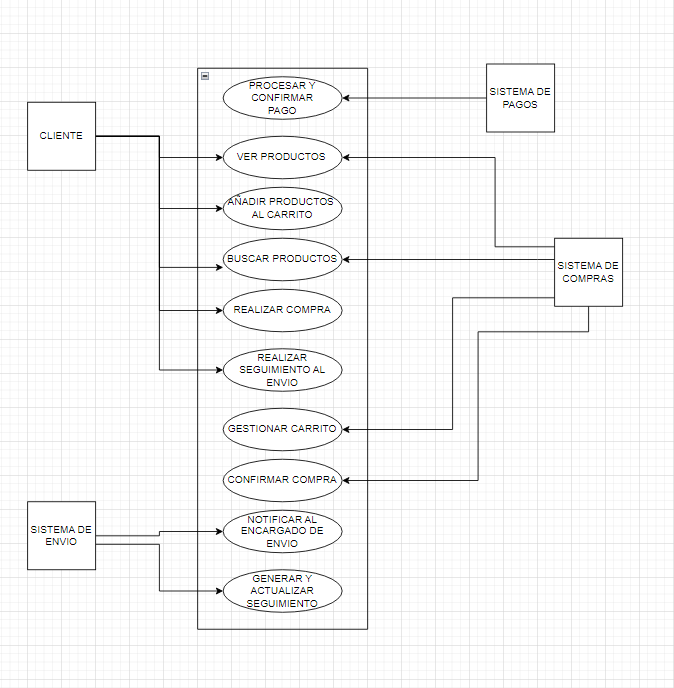 PROCESAR Y
CONFIRMAR
PAGO
SISTEMA DE
PAGOS
CLIENTE
VER PRODUCTOS
AÑADIR PRODUCTOS
AL CARRITO
BUSCAR PRODUCTOS
SISTEMA DE
COMPRAS
REALIZAR COMPRA
REALIZAR
SEGUIMIENTO AL
ENVIO
GESTIONAR CARRITO
CONFIRMAR COMPRA
SISTEMA DE
ENVIO
NOTIFICAR AL
ENCARGADO DE
ENVIO
GENERAR Y
ACTUALIZAR
SEGUIMIENTO